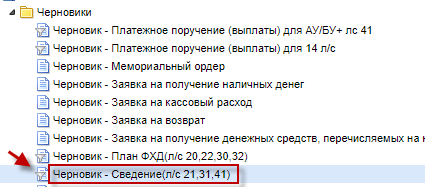 Черновики
Черновик - Платежное поручение (выплаты) для АУ/БУ+ лс 41
Черновик - Платежное поручение (выплаты) для 14 л/с
Черновик - Мемориальный ордер
Черновик - Заявка на получение наличных денег
Черновик - Заявка на кассовый расход
Черновик - Заявка на возврат
Черновик - Заявка на получение денежных средств, перечисляемых на к
Черновик - План ФХД(л/с 20,22,30,32)
Черновик - Сведение(л/с 21,31,41)